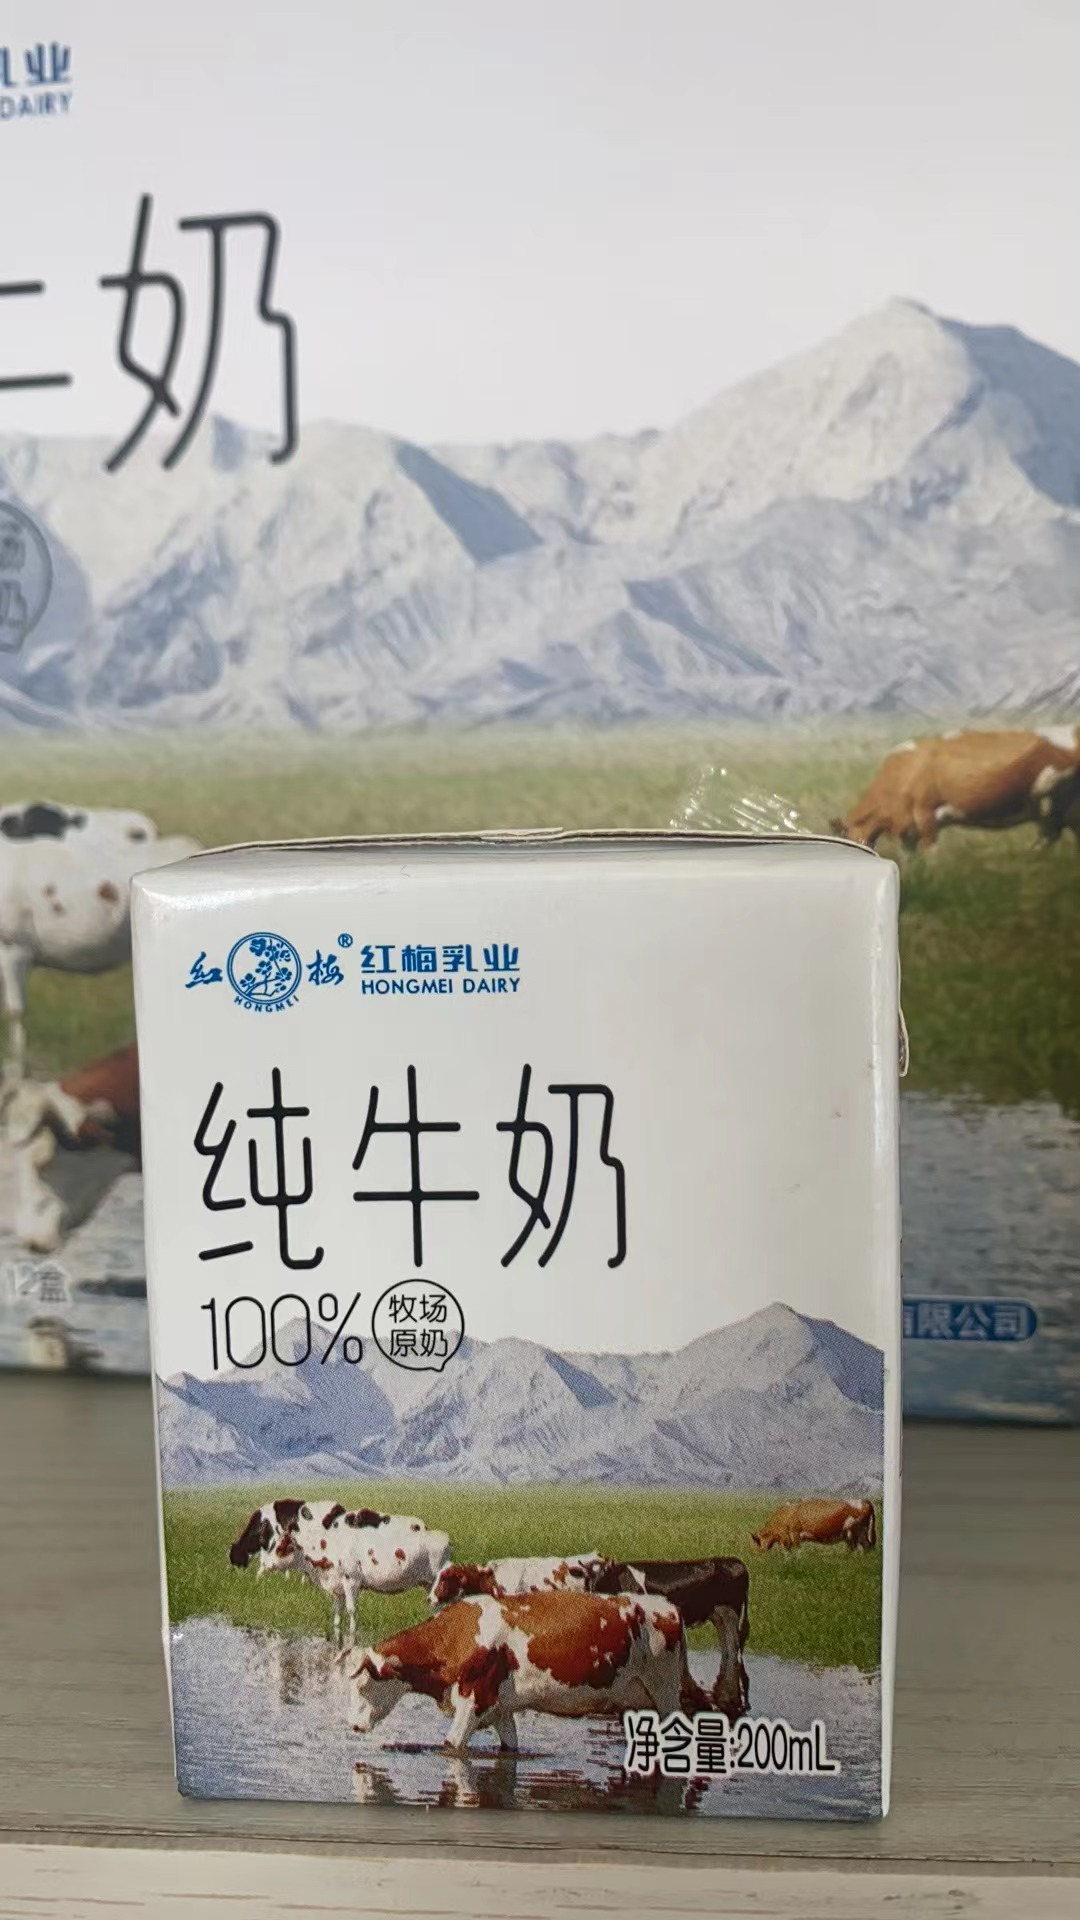 乳业
DAIRY
牛奶
12盒
有限公司
红梅®
HONGMEI
红梅乳业
HONGMEI DAIRY
纯牛奶
100%
牧场
原奶
净含量:200mL